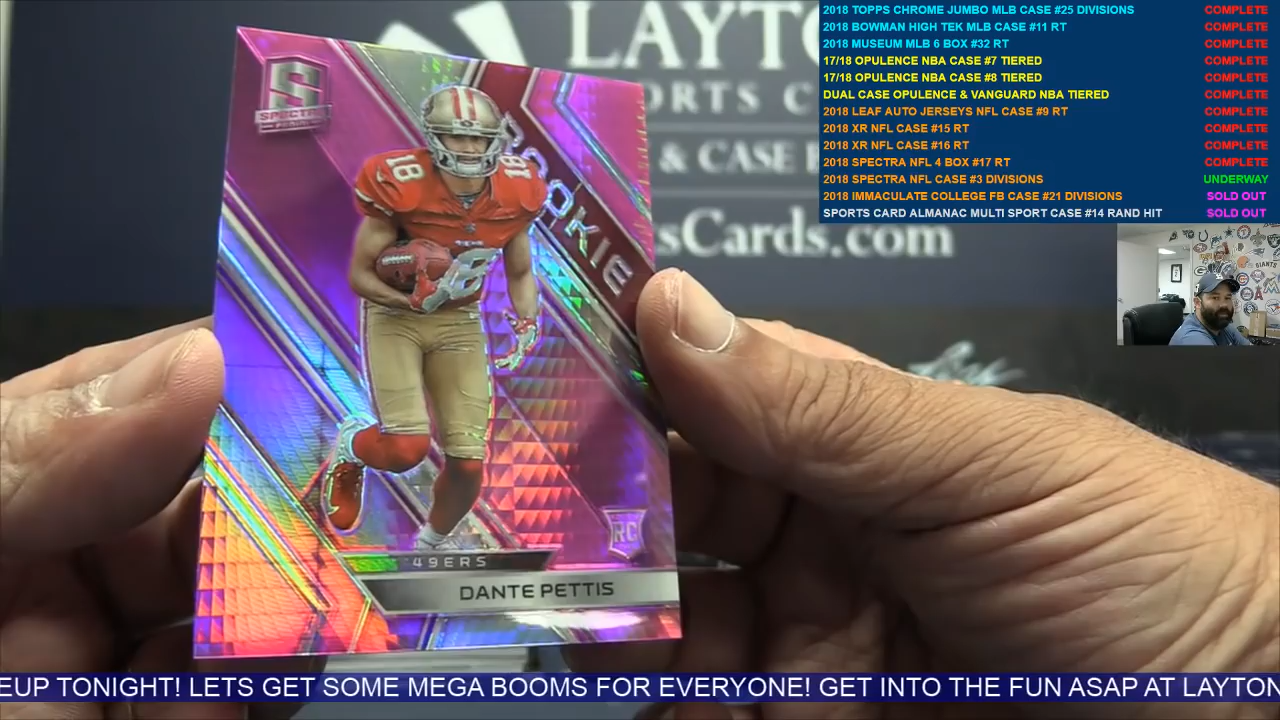 2018 TOPPS CHROME JUMBO MLB CASE #25 DIVISIONS COMPLETE
2018 BOWMAN HIGH TEK MLB CASE #11 RT COMPLETE
2018 MUSEUM MLB 6 BOX #32 RT COMPLETE
17/18 OPULENCE NBA CASE #7 TIERED COMPLETE
17/18 OPULENCE NBA CASE #8 TIERED COMPLETE
DUAL CASE OPULENCE & VANGUARD NBA TIERED COMPLETE
2018 LEAF AUTO JERSEYS NFL CASE #9 RT COMPLETE
2018 XR NFL CASE #15 RT COMPLETE
2018 XR NFL CASE #16 RT COMPLETE
2018 SPECTRA NFL 4 BOX #17 RT COMPLETE
2018 SPECTRA NFL CASE #3 DIVISIONS UNDERWAY
2018 IMMACULATE COLLEGE FB CASE #21 DIVISIONS SOLD OUT
SPORTS CARD ALMANAC MULTI SPORT CASE #14 RAND HIT SOLD OUT
LAYTO
ORTS C
& CASE
sCards.com
S
SPECTRA
ROOKIE
18 18
18
RC
49ERS
DANTE PETTIS
EUP TONIGHT! LETS GET SOME MEGA BOOMS FOR EVERYONE! GET INTO THE FUN ASAP AT LAYTON